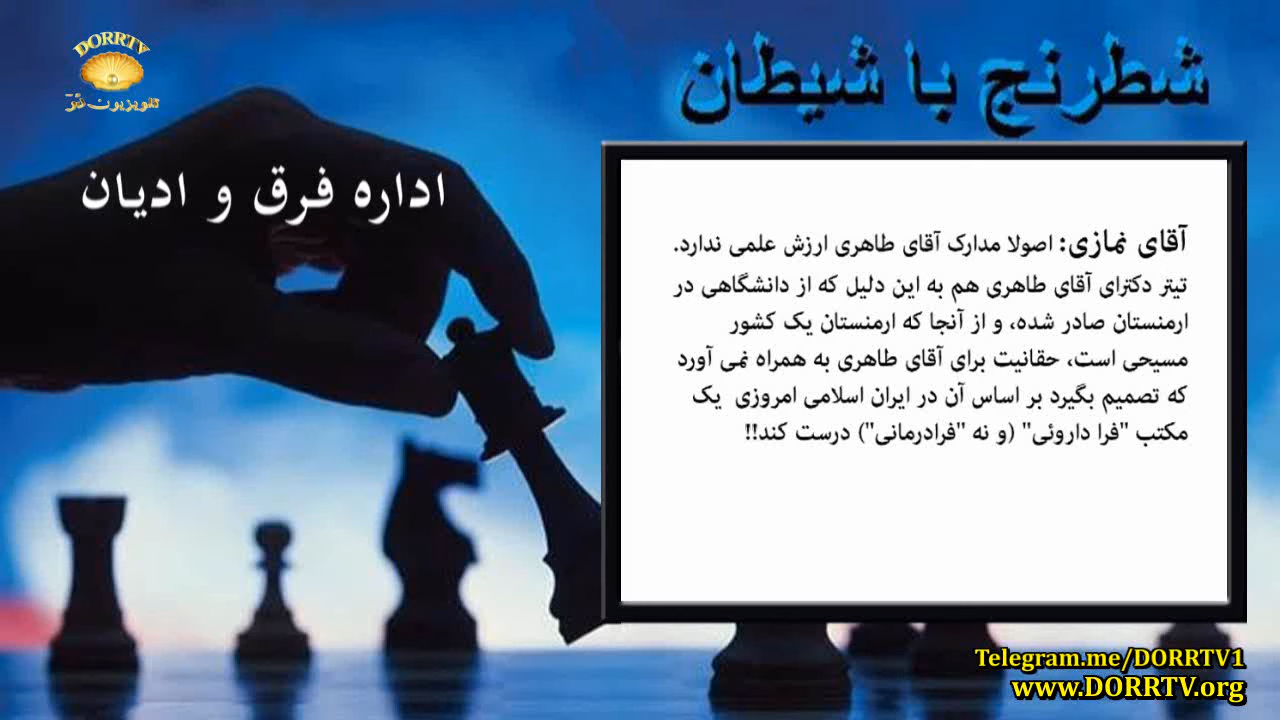 DORRTV
تلویزیون دُرّ
شطرنج با شیطان
اداره فرق و ادیان
آقای نمازی: اصولا مدارک آقای طاهری ارزش علمی ندارد.
تیتر دکترای آقای طاهری هم به این دلیل که از دانشگاهی در
ارمنستان صادر شده، و از آنجا که ارمنستان یک کشور
مسیحی است، حقانیت برای آقای طاهری به همراه نمی آورد
که تصمیم بگیرد بر اساس آن در ایران اسلامی امروزی یک
مکتب "فرا داروئی" (و نه "فرادرمانی") درست کند!!
Telegram.me/DORRTV1
www.DORRTV.org